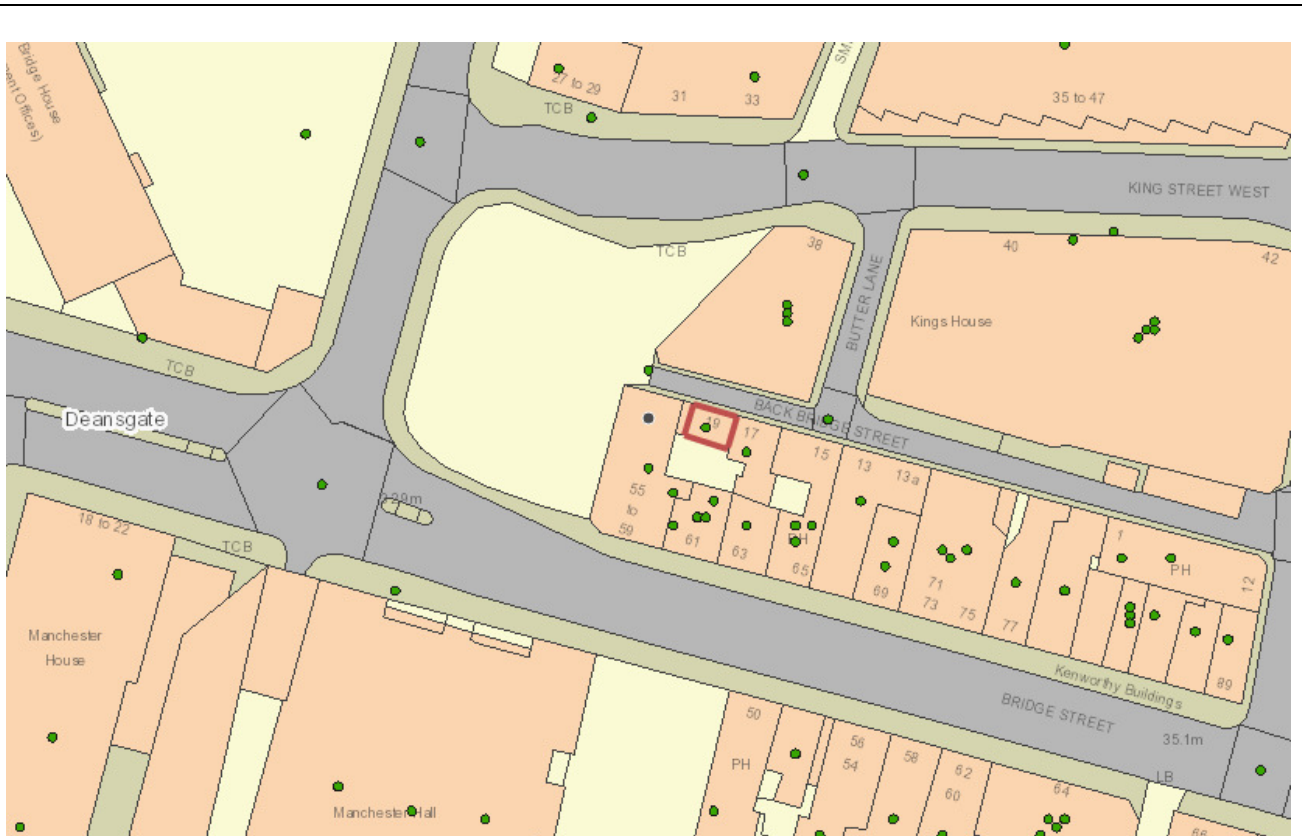 Bridge House
ment Offices)
27 to 29
TCB
31
33
SM
35 to 47
KING STREET WEST
TCB
38
40
42
Kings House
BUTTER LANE
TCB
Deansgate
BACK BRIDGE STREET
19
17
15
13
13a
55
to
59
61
63
PH
65
69
71
73
75
77
1
PH
12
89
18 to 22
TCB
Manchester
House
Kenworthy Buildings
BRIDGE STREET
35.1m
LB
50
PH
56
54
58
62
60
64
66
Manchester Hall